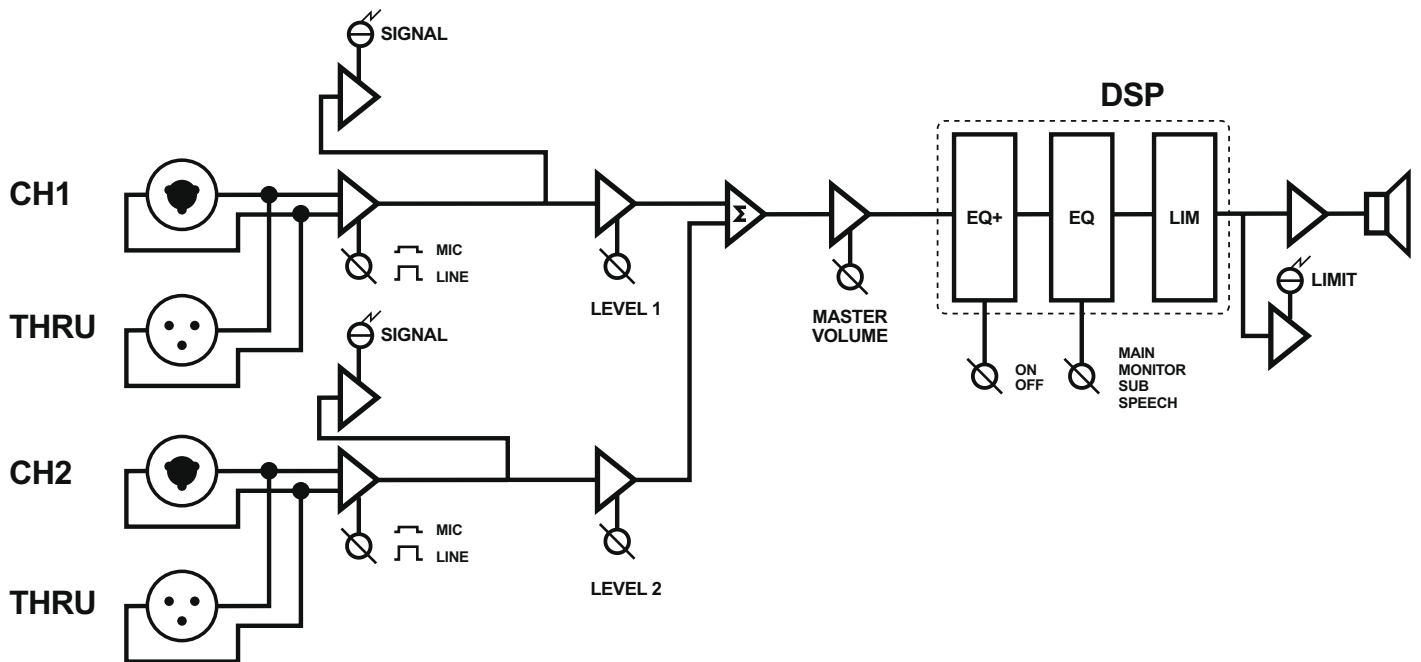 SIGNAL
DSP
CH1
Σ
EQ+
EQ
LIM
MIC
LINE
LEVEL 1
LIMIT
THRU
SIGNAL
MASTER
VOLUME
ON
OFF
MAIN
MONITOR
SUB
SPEECH
CH2
MIC
LINE
LEVEL 2
THRU